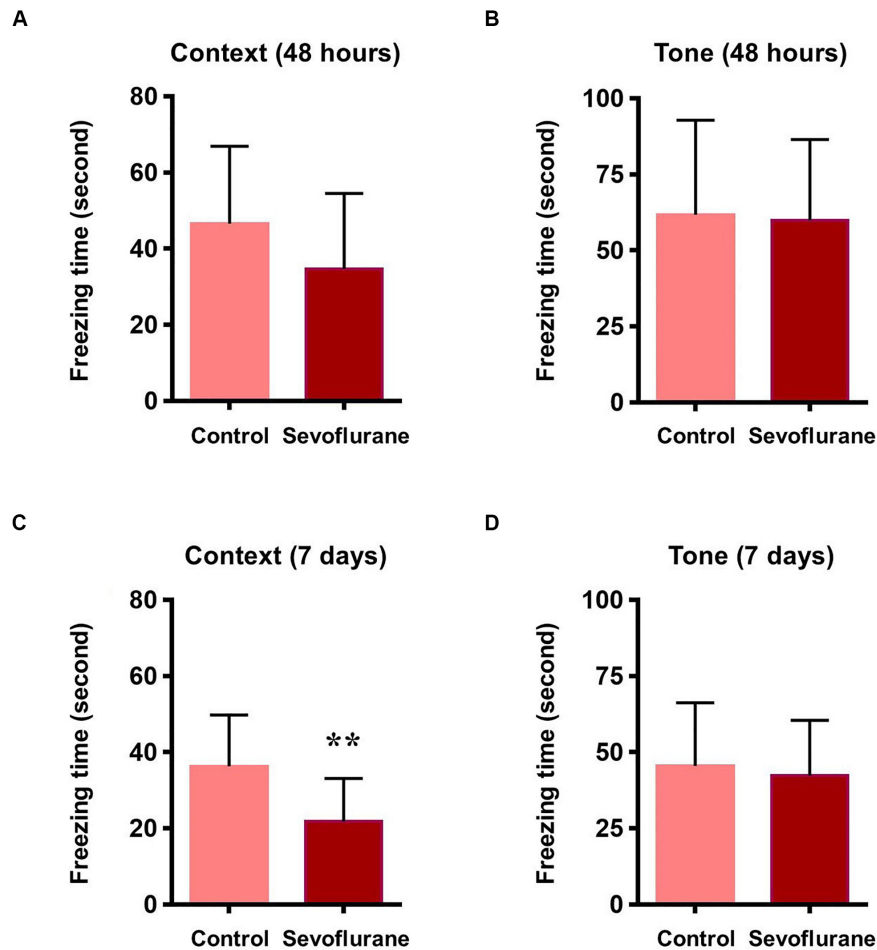 A
B
Context (48 hours)
Tone (48 hours)
Freezing time (second)
80
60
40
20
0
Control Sevoflurane
Freezing time (second)
100
75
50
25
0
Control Sevoflurane
C
D
Context (7 days)
Tone (7 days)
Freezing time (second)
80
60
40
20
0
**
Control Sevoflurane
Freezing time (second)
100
75
50
25
0
Control Sevoflurane